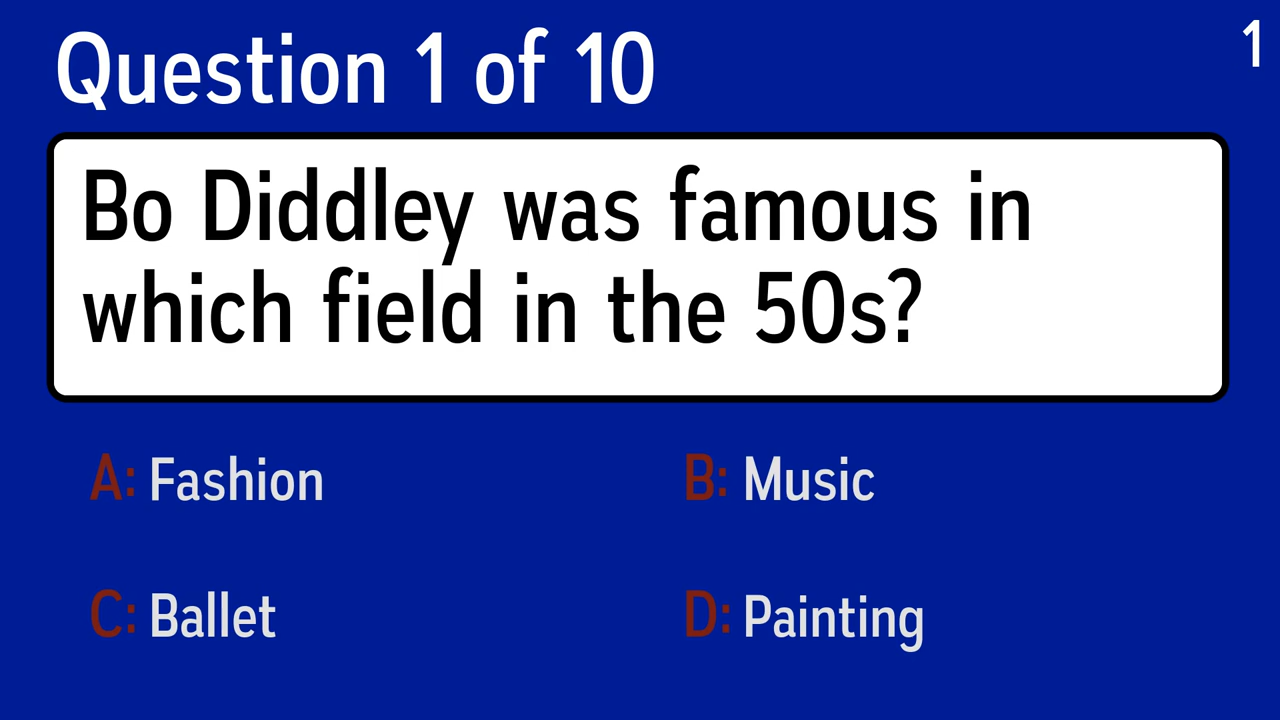 Question 1 of 10
1
Bo Diddley was famous in
which field in the 50s?
A: Fashion
B: Music
C: Ballet
D: Painting